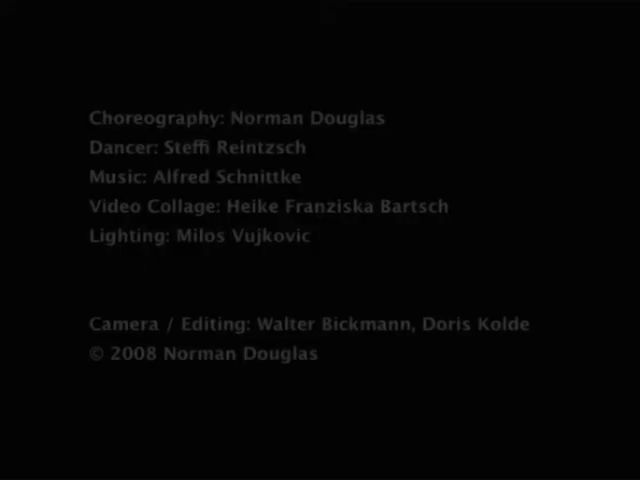 Choreography: Norman Douglas
Dancer: Steffi Reintzsch
Music: Alfred Schnittke
Video Collage: Heike Franziska Bartsch
Lighting: Milos Vujkovic
Camera / Editing: Walter Bickmann, Doris Kolde
© 2008 Norman Douglas